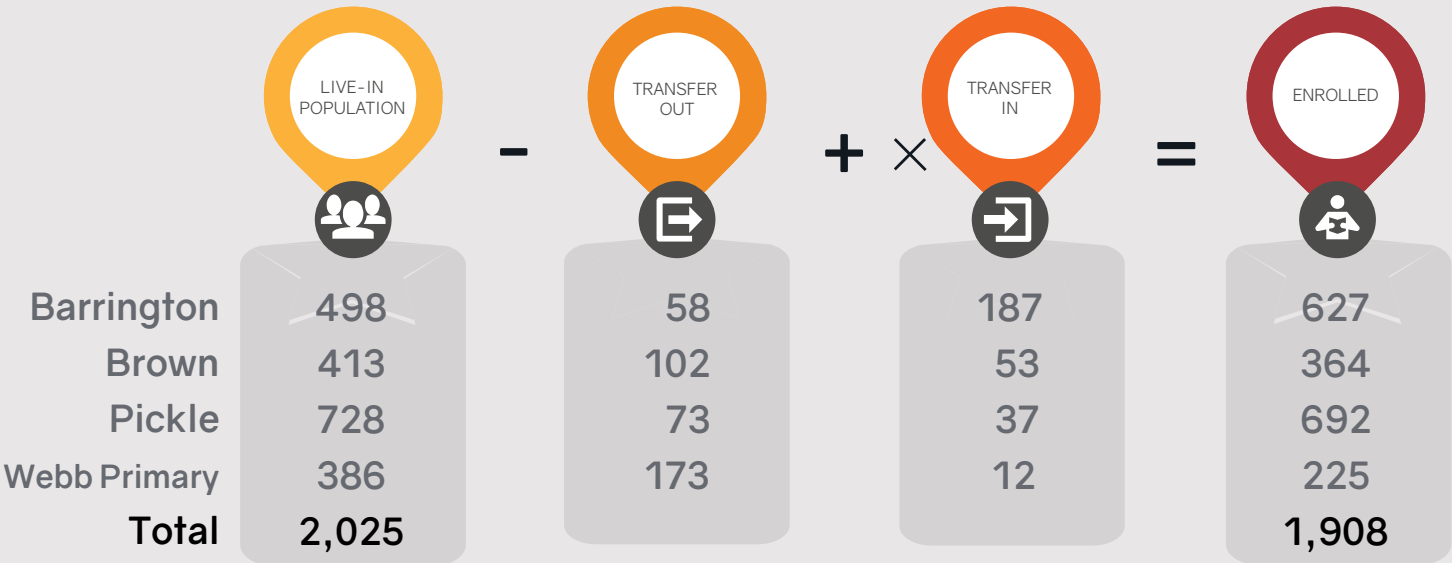 LIVE-IN
POPULATION
-
TRANSFER
OUT
+ ×
TRANSFER
IN
=
ENROLLED
Barrington 498 58 187 627
Brown 413 102 53 364
Pickle 728 73 37 692
Webb Primary 386 173 12 225
Total 2,025 1,908